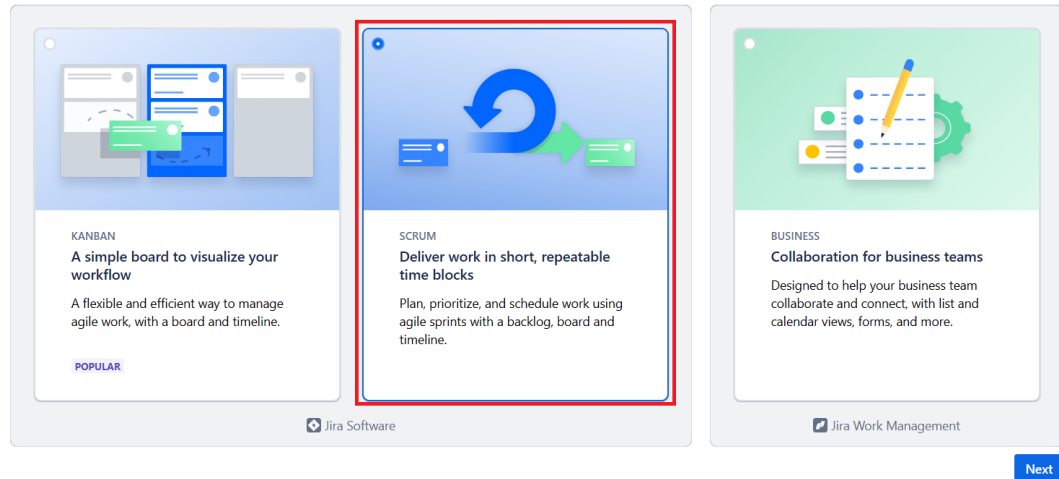 KANBAN
A simple board to visualize your
workflow
A flexible and efficient way to manage
agile work, with a board and timeline.
POPULAR
SCRUM
Deliver work in short, repeatable
time blocks
Plan, prioritize, and schedule work using
agile sprints with a backlog, board and
timeline.
Jira Software
BUSINESS
Collaboration for business teams
Designed to help your business team
collaborate and connect, with list and
calendar views, forms, and more.
Jira Work Management
Next